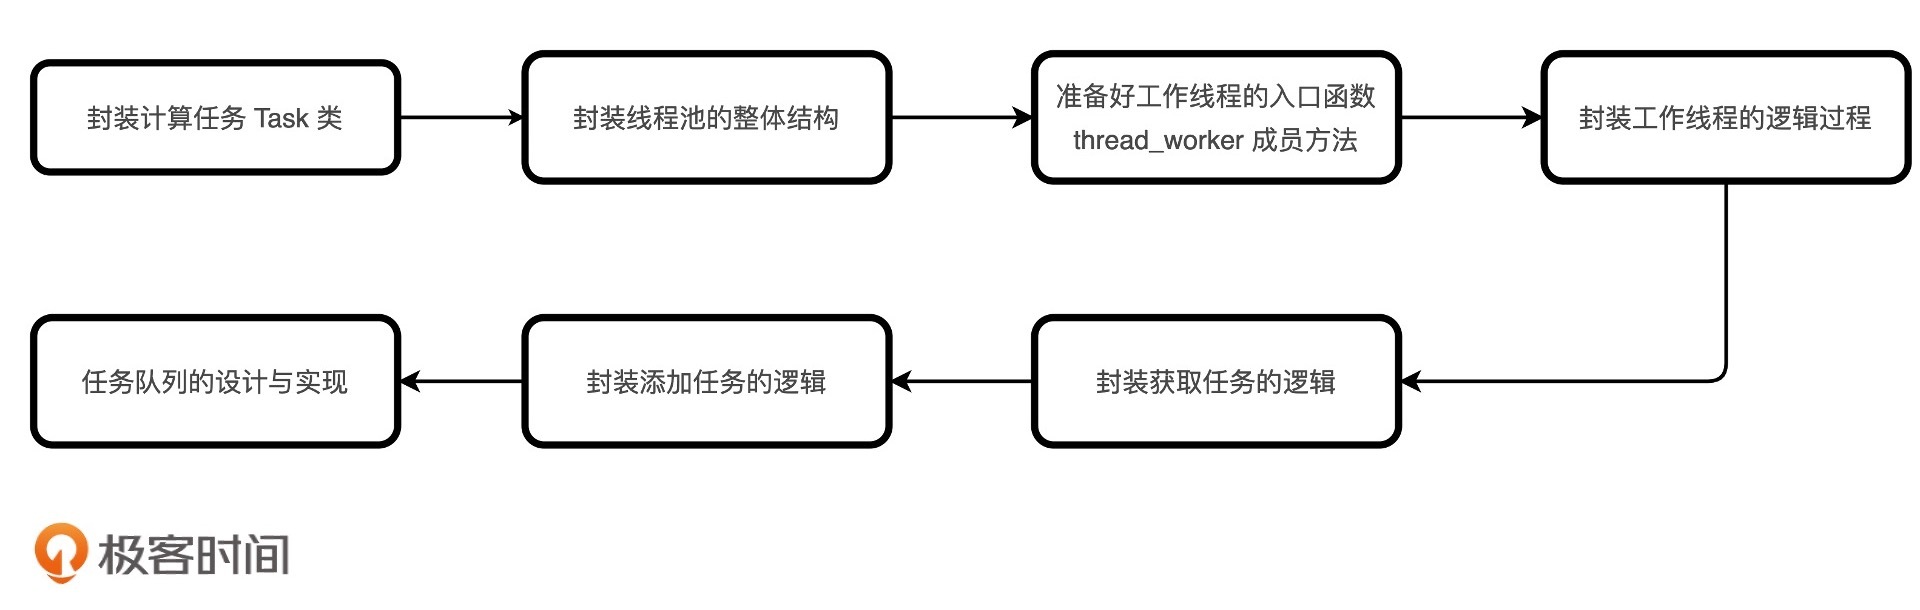 封装计算任务 Task 类
封装线程池的整体结构
准备好工作线程的入口函数
thread_worker 成员方法
封装工作线程的逻辑过程
封装获取任务的逻辑
封装添加任务的逻辑
任务队列的设计与实现
极客时间